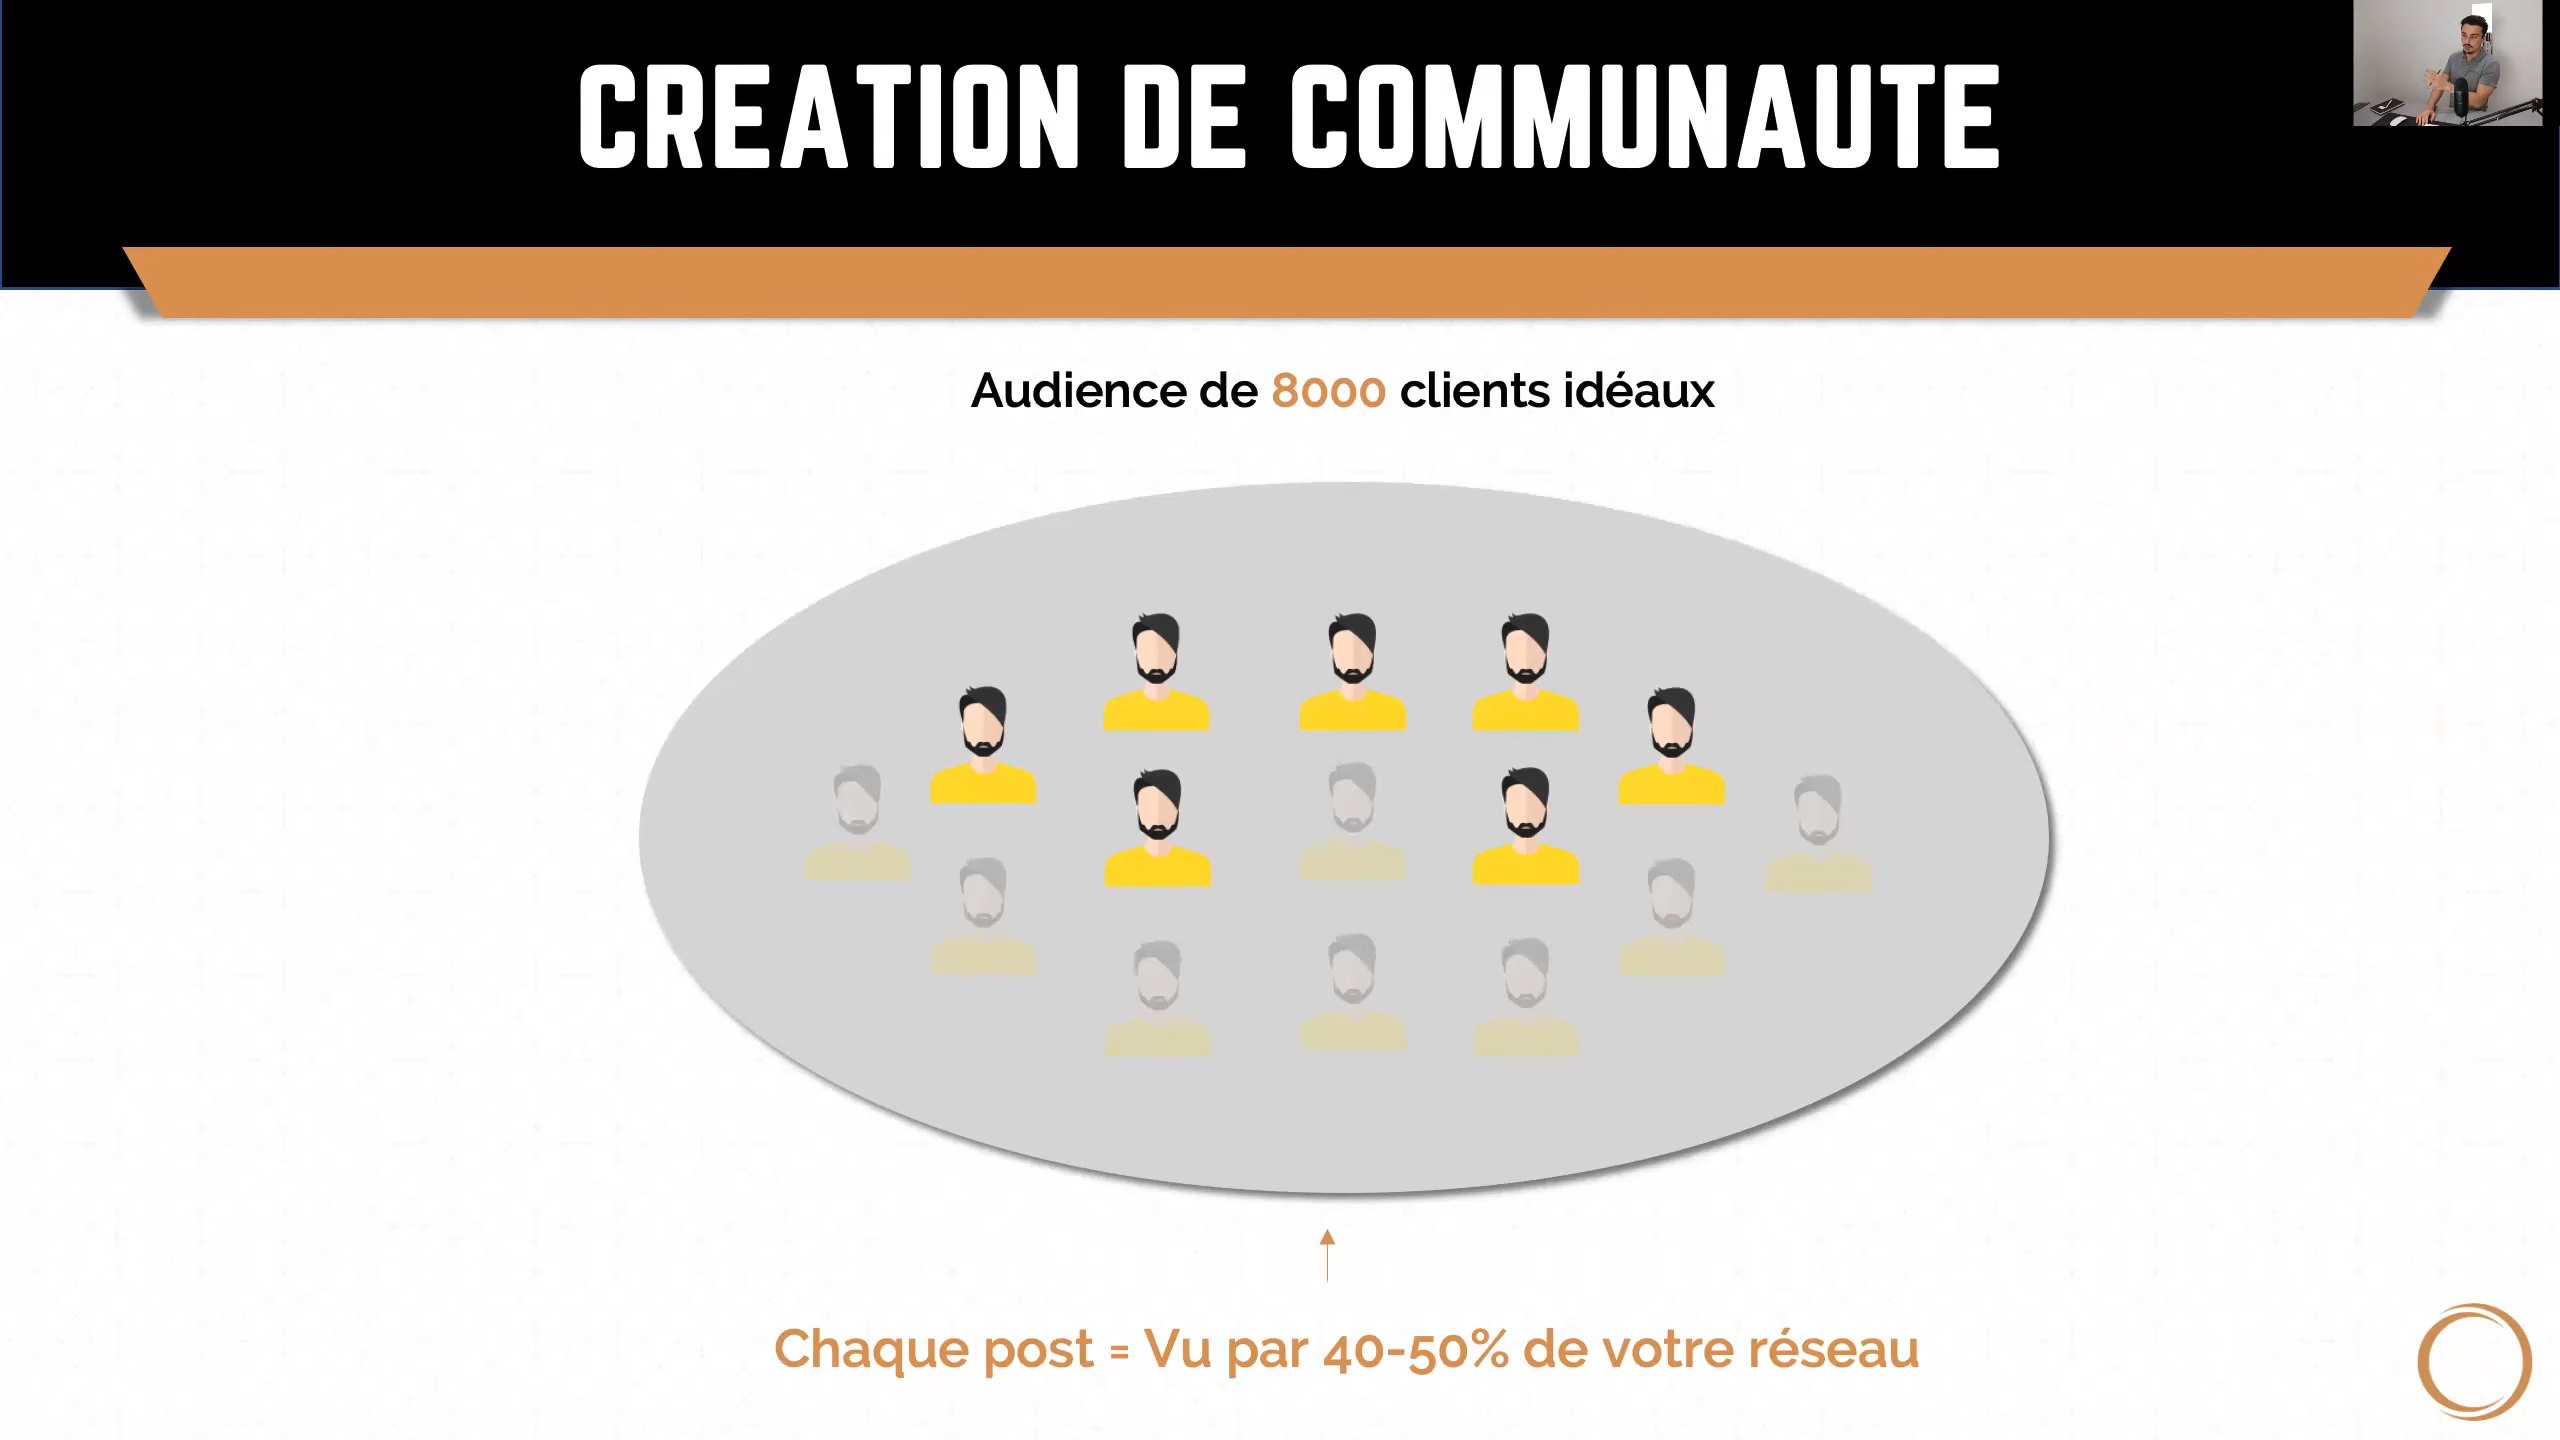 CREATION DE COMMUNAUTE
Audience de 8000 clients idéaux
Chaque post = Vu par 40-50% de votre réseau